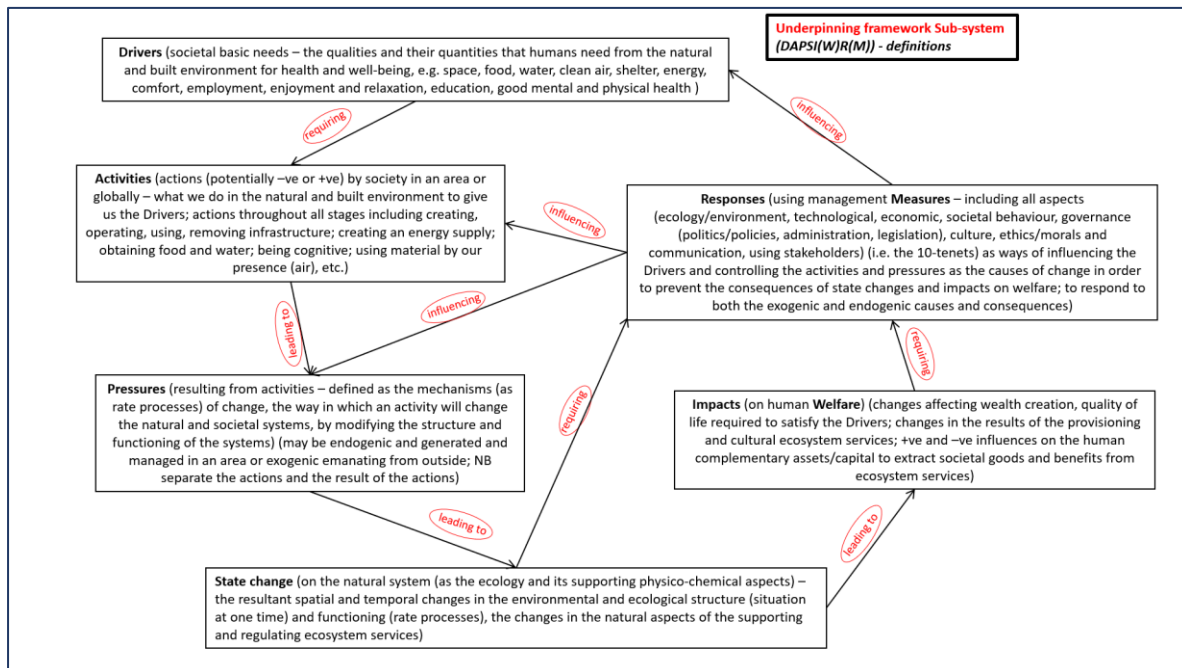 Underpinning framework Sub-system
(DAPSI(W)R(M)) - definitions
Drivers (societal basic needs – the qualities and their quantities that humans need from the natural
and built environment for health and well-being, e.g. space, food, water, clean air, shelter, energy,
comfort, employment, enjoyment and relaxation, education, good mental and physical health )
requiring
influencing
Activities (actions (potentially –ve or +ve) by society in an area or
globally – what we do in the natural and built environment to give
us the Drivers; actions throughout all stages including creating,
operating, using, removing infrastructure; creating an energy supply;
obtaining food and water; being cognitive; using material by our
presence (air), etc.)
influencing
Responses (using management Measures – including all aspects
(ecology/environment, technological, economic, societal behaviour, governance
(politics/policies, administration, legislation), culture, ethics/morals and
communication, using stakeholders) (i.e. the 10-tenets) as ways of influencing the
Drivers and controlling the activities and pressures as the causes of change in order
to prevent the consequences of state changes and impacts on welfare; to respond to
both the exogenic and endogenic causes and consequences)
leading to
influencing
requiring
requiring
Pressures (resulting from activities – defined as the mechanisms (as
rate processes) of change, the way in which an activity will change
the natural and societal systems, by modifying the structure and
functioning of the systems) (may be endogenic and generated and
managed in an area or exogenic emanating from outside; NB
separate the actions and the result of the actions)
Impacts (on human Welfare) (changes affecting wealth creation, quality of
life required to satisfy the Drivers; changes in the results of the
provisioning and cultural ecosystem services; +ve and –ve influences on the human
complementary assets/capital to extract societal goods and benefits from
ecosystem services)
leading to
leading to
State change (on the natural system (as the ecology and its supporting physico-chemical aspects) –
the resultant spatial and temporal changes in the environmental and ecological structure (situation
at one time) and functioning (rate processes), the changes in the natural aspects of the supporting
and regulating ecosystem services)